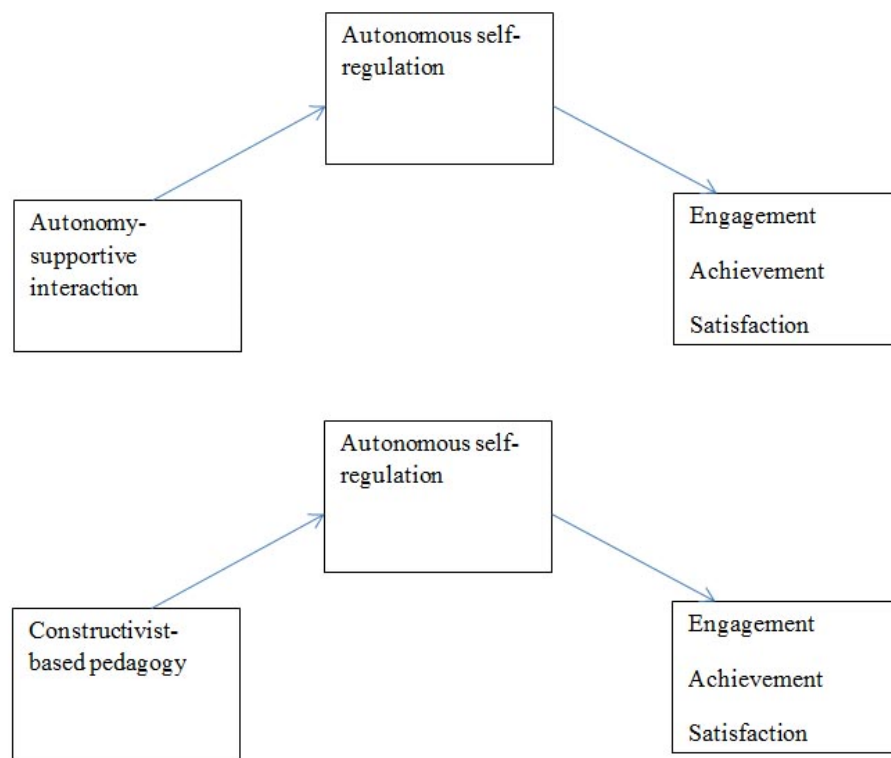 Autonomous self-
regulation
Autonomy-
supportive
interaction
Engagement
Achievement
Satisfaction
Autonomous self-
regulation
Constructivist-
based pedagogy
Engagement
Achievement
Satisfaction